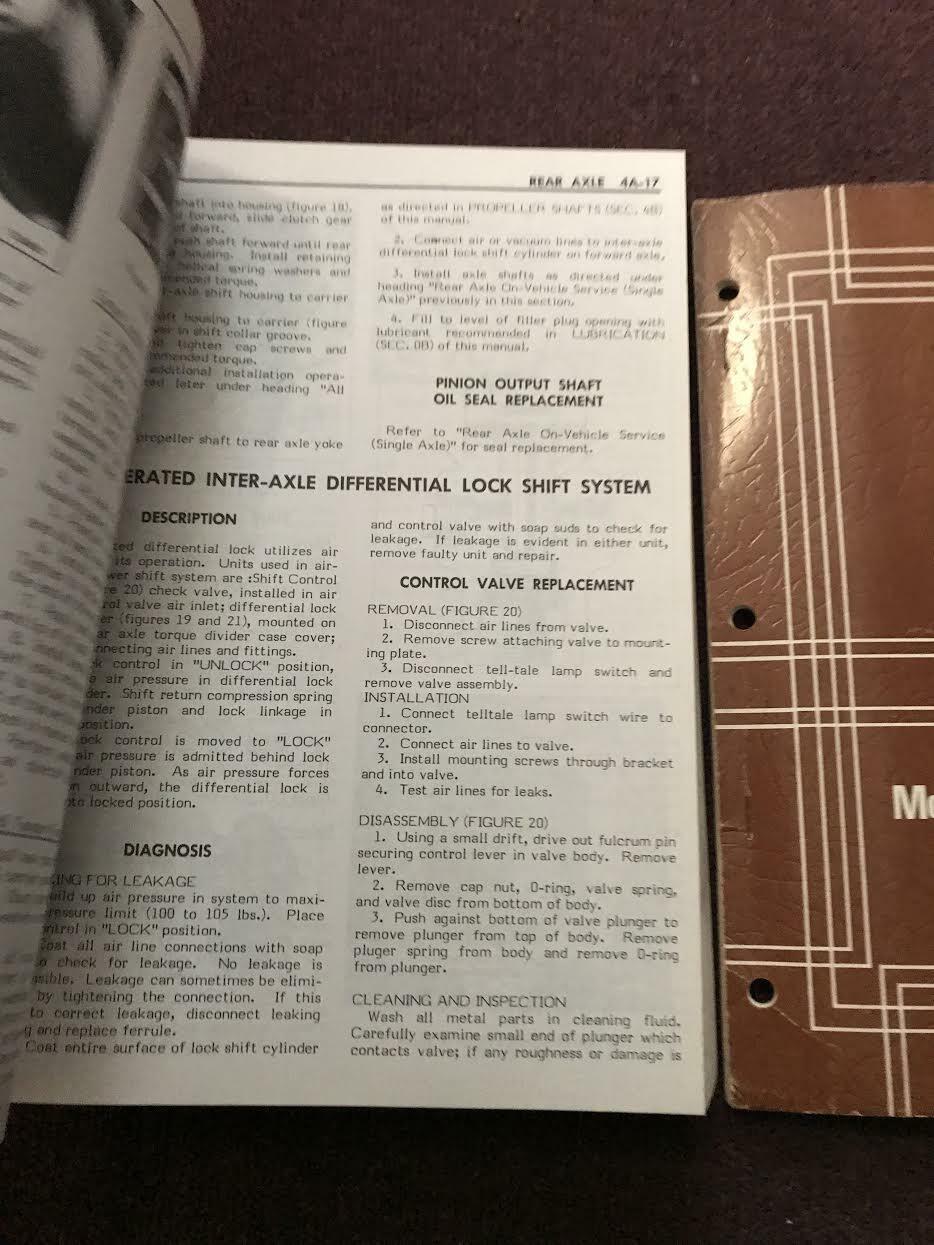 REAR AXLE 4A-17
shaft into housing (figure 18),
forward, slide clutch gear
shaft.
shaft forward until rear
housing. Install retaining
helical spring washers and
torque.
shift housing to carrier
housing to carrier (figure
in shift collar groove.
tighten cap screws and
torque.
additional installation opera-
later under heading "All
propeller shaft to rear axle yoke
as directed in PROPELLER SHAFTS (SEC. 4B)
of this manual.
2. Connect air or vacuum lines to inter-axle
differential lock shift cylinder on forward axle.
3. Install axle shafts as directed under
heading "Rear Axle On-Vehicle Service (Single
Axle)" previously in this section.
4. Fill to level of filler plug opening with
lubricant recommended in LUBRICATION
(SEC. 0B) of this manual.
PINION OUTPUT SHAFT
OIL SEAL REPLACEMENT
Refer to "Rear Axle On-Vehicle Service
(Single Axle)" for seal replacement.
ERATED INTER-AXLE DIFFERENTIAL LOCK SHIFT SYSTEM
DESCRIPTION
differential lock utilizes air
its operation. Units used in air-
shift system are :Shift Control
20) check valve, installed in air
valve air inlet; differential lock
(figures 19 and 21), mounted on
axle torque divider case cover;
lines and fittings.
control in "UNLOCK" position,
air pressure in differential lock
Shift return compression spring
piston and lock linkage in
position.
control is moved to "LOCK"
air pressure is admitted behind lock
piston. As air pressure forces
outward, the differential lock is
locked position.
DIAGNOSIS
FOR LEAKAGE
up air pressure in system to maxi-
pressure limit (100 to 105 lbs.). Place
in "LOCK" position.
Coat all air line connections with soap
check for leakage. No leakage is
Leakage can sometimes be elimi-
by tightening the connection. If this
to correct leakage, disconnect leaking
and replace ferrule.
Coat entire surface of lock shift cylinder
and control valve with soap suds to check for
leakage. If leakage is evident in either unit,
remove faulty unit and repair.
CONTROL VALVE REPLACEMENT
REMOVAL (FIGURE 20)
1. Disconnect air lines from valve.
2. Remove screw attaching valve to mount-
ing plate.
3. Disconnect tell-tale lamp switch and
remove valve assembly.
INSTALLATION
1. Connect telltale lamp switch wire to
connector.
2. Connect air lines to valve.
3. Install mounting screws through bracket
and into valve.
4. Test air lines for leaks.
DISASSEMBLY (FIGURE 20)
1. Using a small drift, drive out fulcrum pin
securing control lever in valve body. Remove
lever.
2. Remove cap nut, O-ring, valve spring,
and valve disc from bottom of body.
3. Push against bottom of valve plunger to
remove plunger from top of body. Remove
pluger spring from body and remove O-ring
from plunger.
CLEANING AND INSPECTION
Wash all metal parts in cleaning fluid.
Carefully examine small end of plunger which
contacts valve; if any roughness or damage is